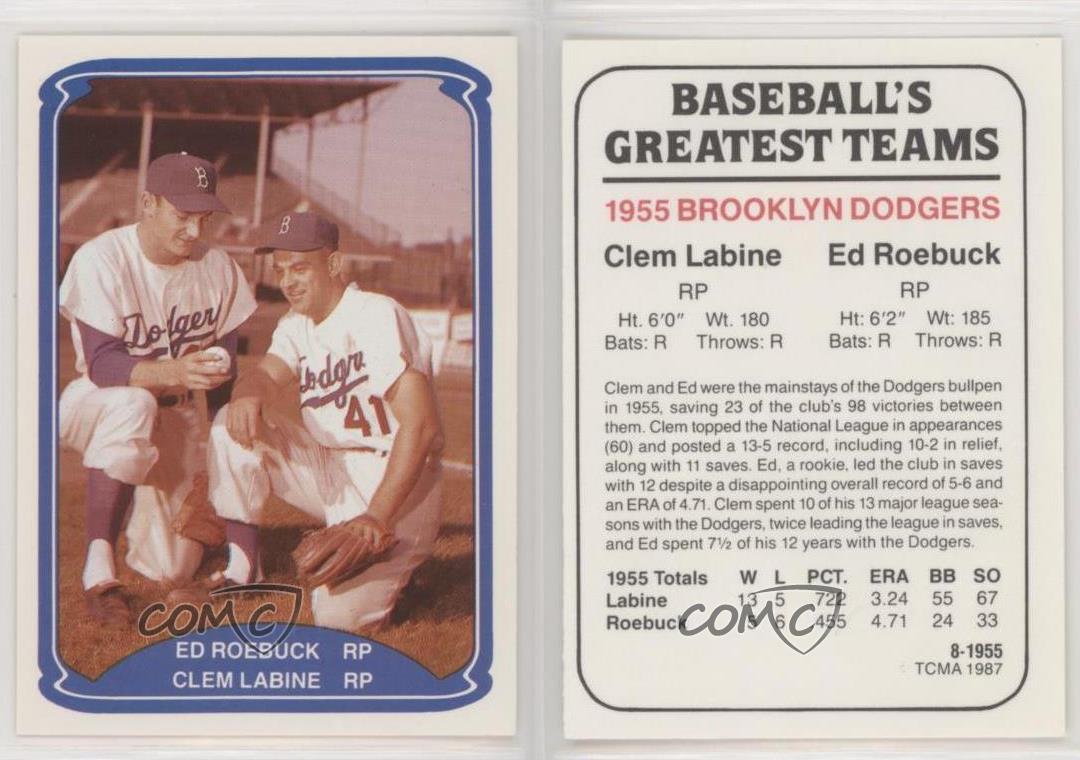 B
B
Dodgers
Dodgers
41
COMC
ED ROEBUCK RP
CLEM LABINE RP
BASEBALL'S
GREATEST TEAMS
1955 BROOKLYN DODGERS
Clem Labine Ed Roebuck
RP RP
Ht. 6'0" Wt. 180 Ht: 6'2" Wt: 185
Bats: R Throws: R Bats: R Throws: R
Clem and Ed were the mainstays of the Dodgers bullpen
in 1955, saving 23 of the club's 98 victories between
them. Clem topped the National League in appearances
(60) and posted a 13-5 record, including 10-2 in relief,
along with 11 saves. Ed, a rookie, led the club in saves
with 12 despite a disappointing overall record of 5-6 and
an ERA of 4.71. Clem spent 10 of his 13 major league sea-
sons with the Dodgers, twice leading the league in saves,
and Ed spent 7½ of his 12 years with the Dodgers.
1955 Totals W L PCT. ERA BB SO
Labine 13 5 .722 3.24 55 67
Roebuck 5 6 .455 4.71 24 33
COMC
8-1955
TCMA 1987